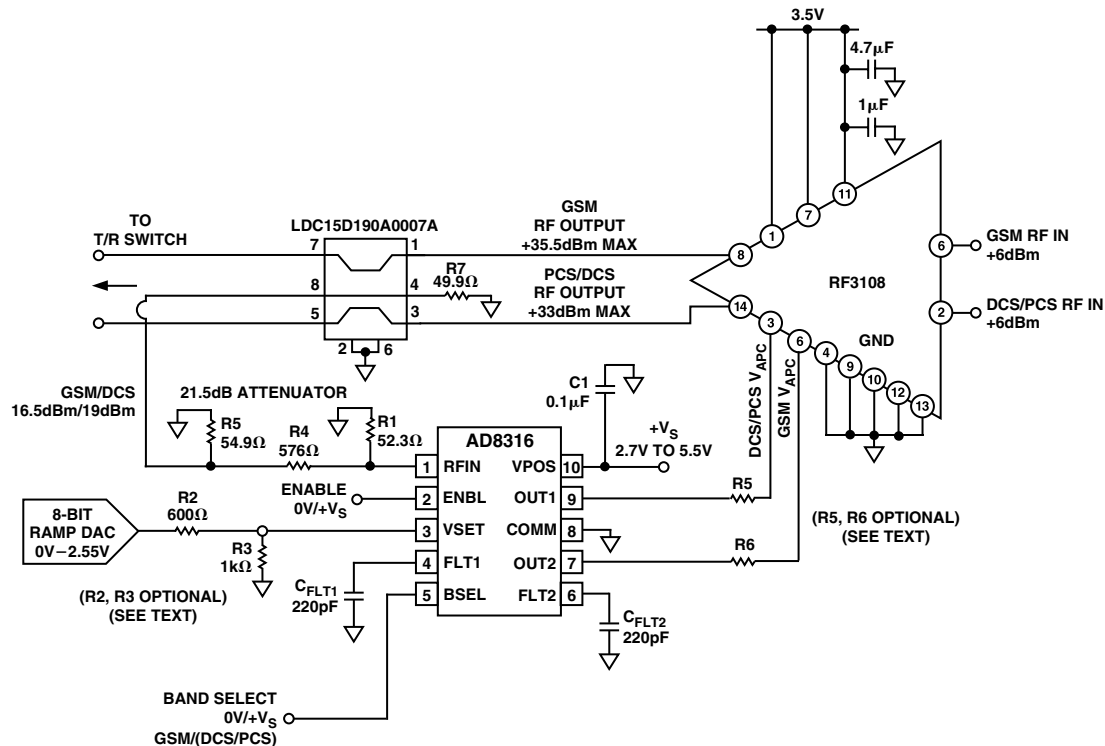 3.5V
4.7µF
1µF
TO
T/R SWITCH
LDC15D190A0007A
7
1
8
4
5
3
2
6
GSM
RF OUTPUT
+35.5dBm MAX
R7
49.9Ω
PCS/DCS
RF OUTPUT
+33dBm MAX
11
7
1
8
14
3
6
4
9
10
12
13
6
2
GND
RF3108
GSM RF IN
+6dBm
DCS/PCS RF IN
+6dBm
DCS/PCS VAPC
GSM VAPC
GSM/DCS
16.5dBm/19dBm
21.5dB ATTENUATOR
R5
54.9Ω
R4
576Ω
R1
52.3Ω
C1
0.1µF
+VS
2.7V TO 5.5V
AD8316
1 RFIN
2 ENBL
3 VSET
4 FLT1
5 BSEL
VPOS 10
OUT1 9
COMM 8
OUT2 7
FLT2 6
ENABLE
0V/+VS
8-BIT
RAMP DAC
0V–2.55V
R2
600Ω
R3
1kΩ
(R2, R3 OPTIONAL)
(SEE TEXT)
CFLT1
220pF
CFLT2
220pF
R5
R6
(R5, R6 OPTIONAL)
(SEE TEXT)
BAND SELECT
0V/+VS
GSM/(DCS/PCS)